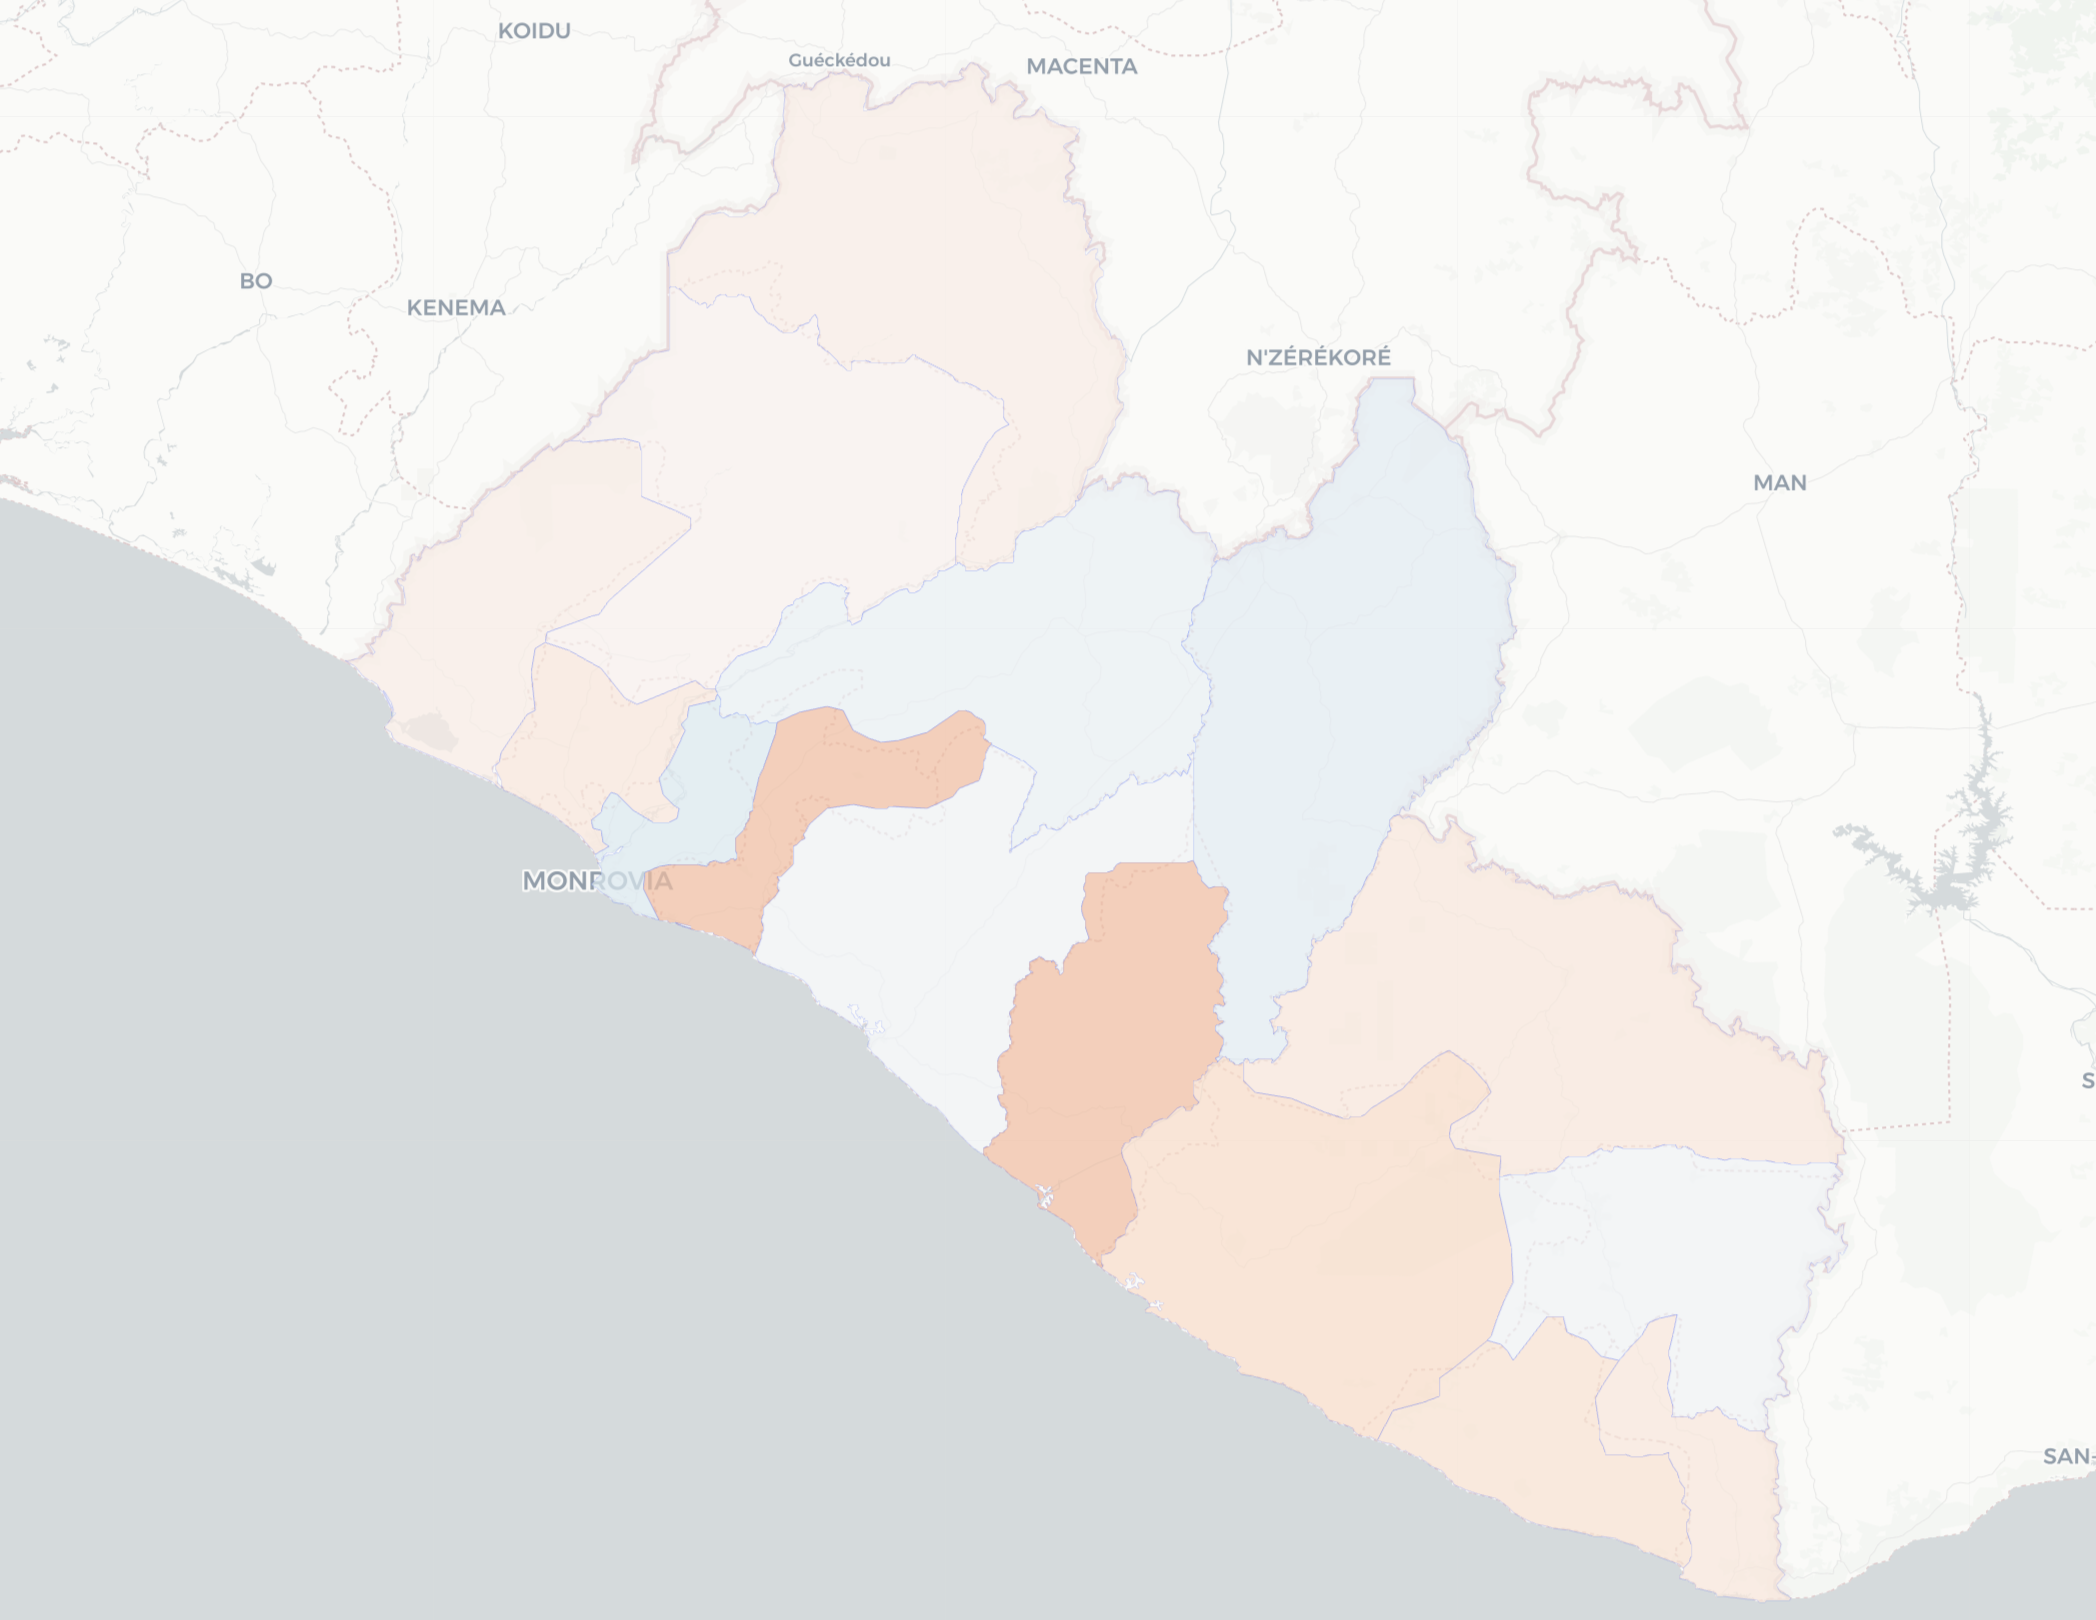 KOIDU
Guéckédou
MACENTA
BO
KENEMA
N'ZÉRÉKORÉ
MAN
MONROVIA
S
SAN-